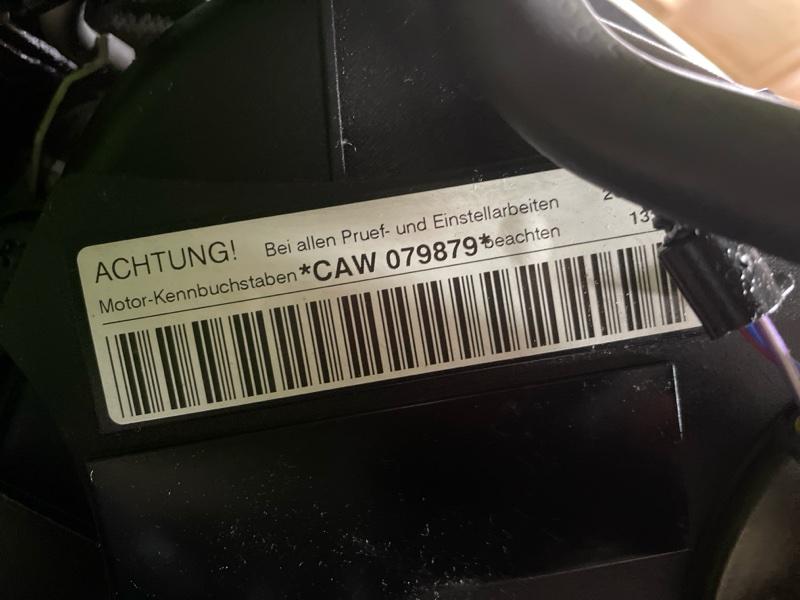 ACHTUNG! Bei allen Pruef- und Einstellarbeiten
Motor-Kennbuchstaben *CAW 079879* beachten